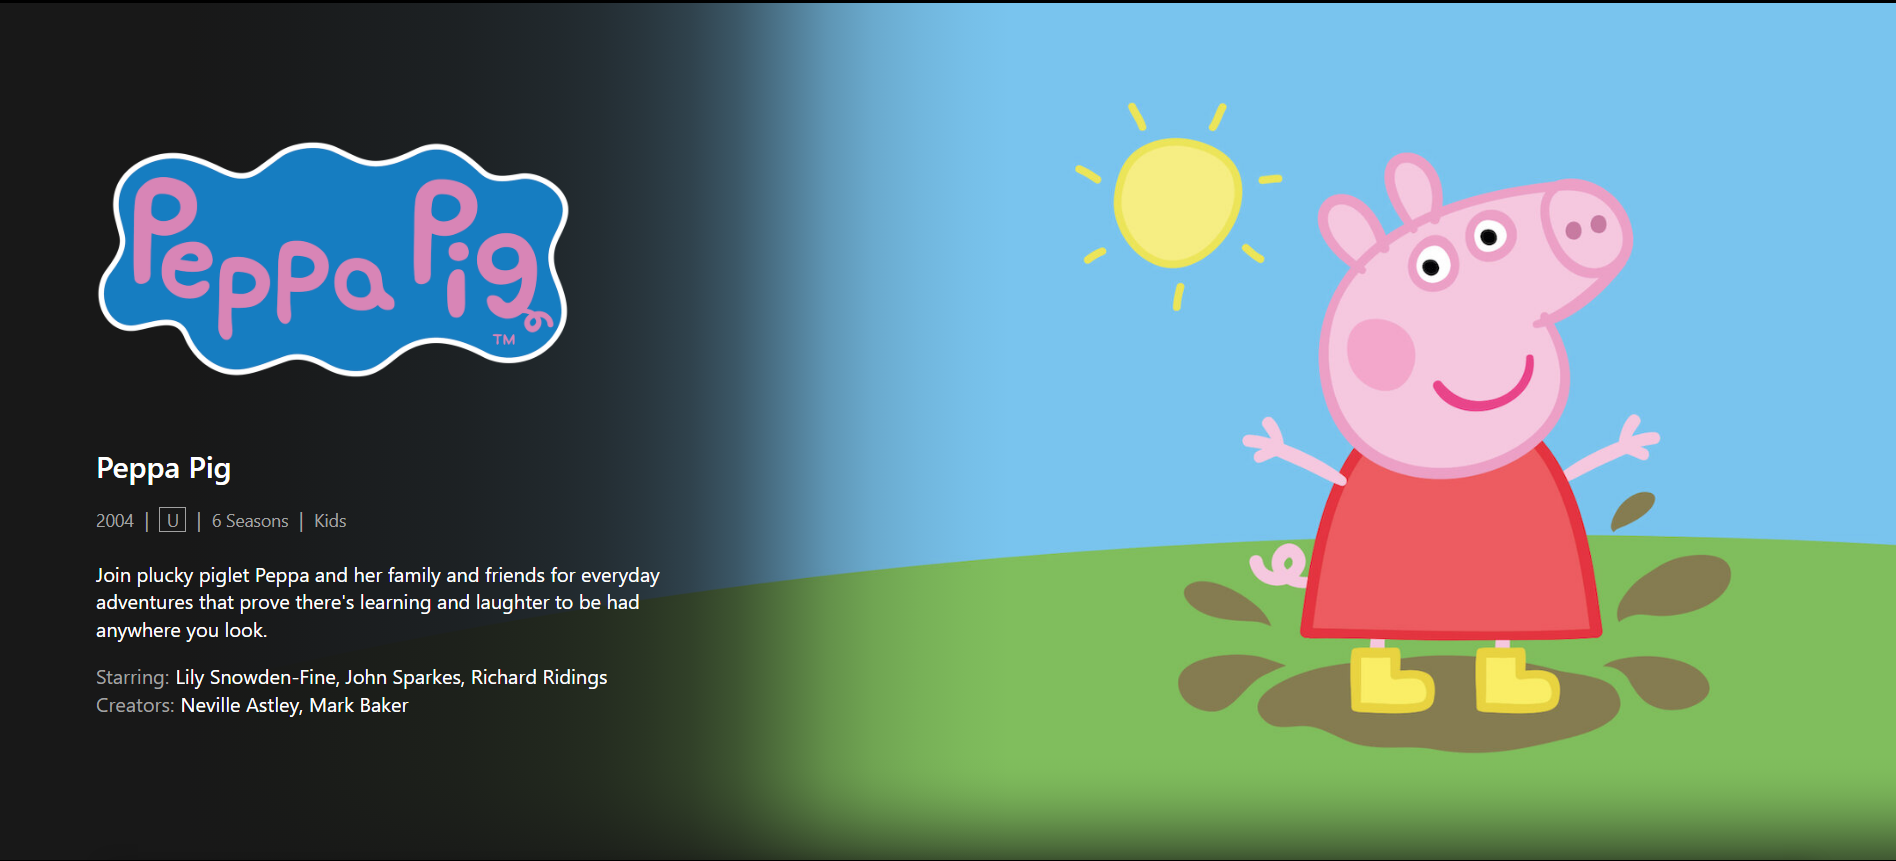 Peppa Pig
TM
Peppa Pig
2004 | U | 6 Seasons | Kids
Join plucky piglet Peppa and her family and friends for everyday
adventures that prove there's learning and laughter to be had
anywhere you look.
Starring: Lily Snowden-Fine, John Sparkes, Richard Ridings
Creators: Neville Astley, Mark Baker